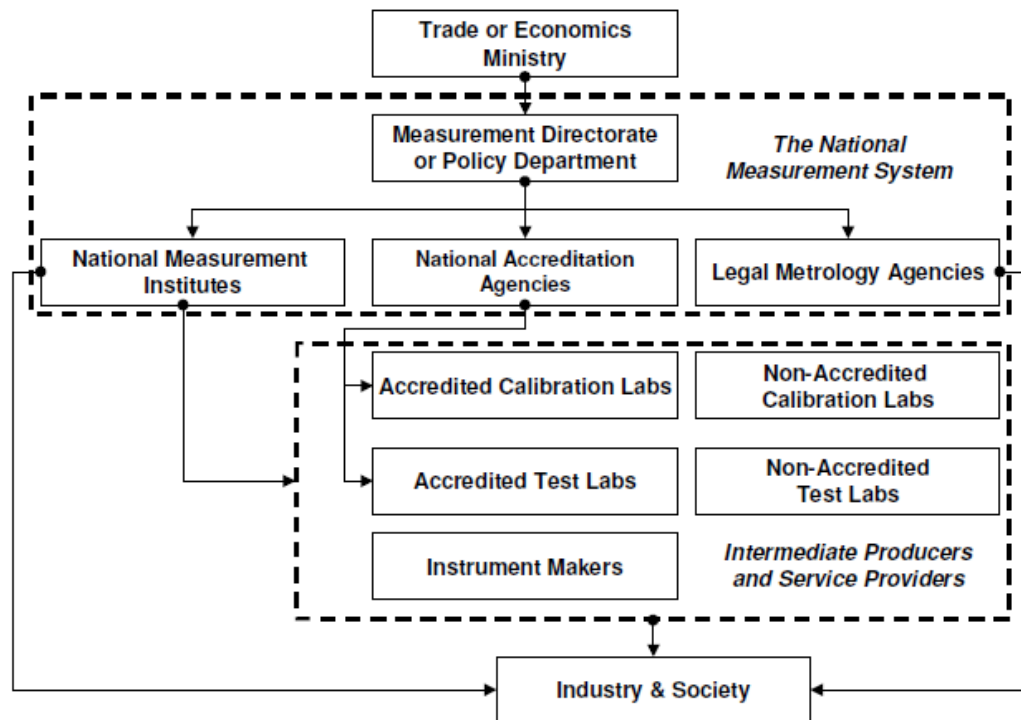 Trade or Economics
Ministry
Measurement Directorate
or Policy Department
The National
Measurement System
National Measurement
Institutes
National Accreditation
Agencies
Legal Metrology Agencies
Accredited Calibration Labs
Non-Accredited
Calibration Labs
Accredited Test Labs
Non-Accredited
Test Labs
Instrument Makers
Intermediate Producers
and Service Providers
Industry & Society